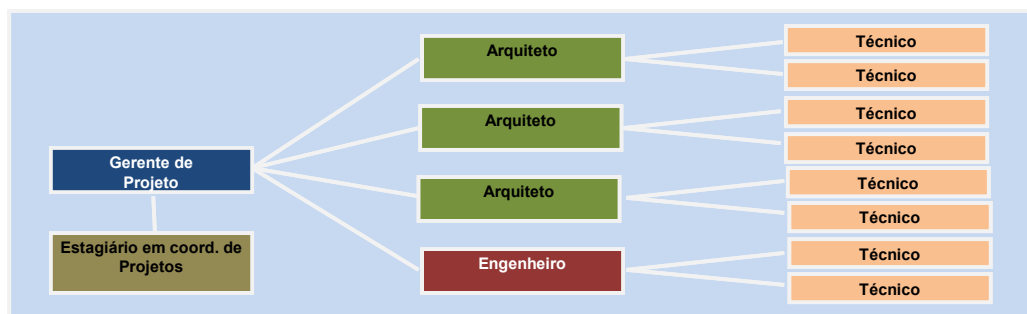 Gerente de
Projeto
Estagiário em coord. de
Projetos
Arquiteto
Arquiteto
Arquiteto
Engenheiro
Técnico
Técnico
Técnico
Técnico
Técnico
Técnico
Técnico
Técnico